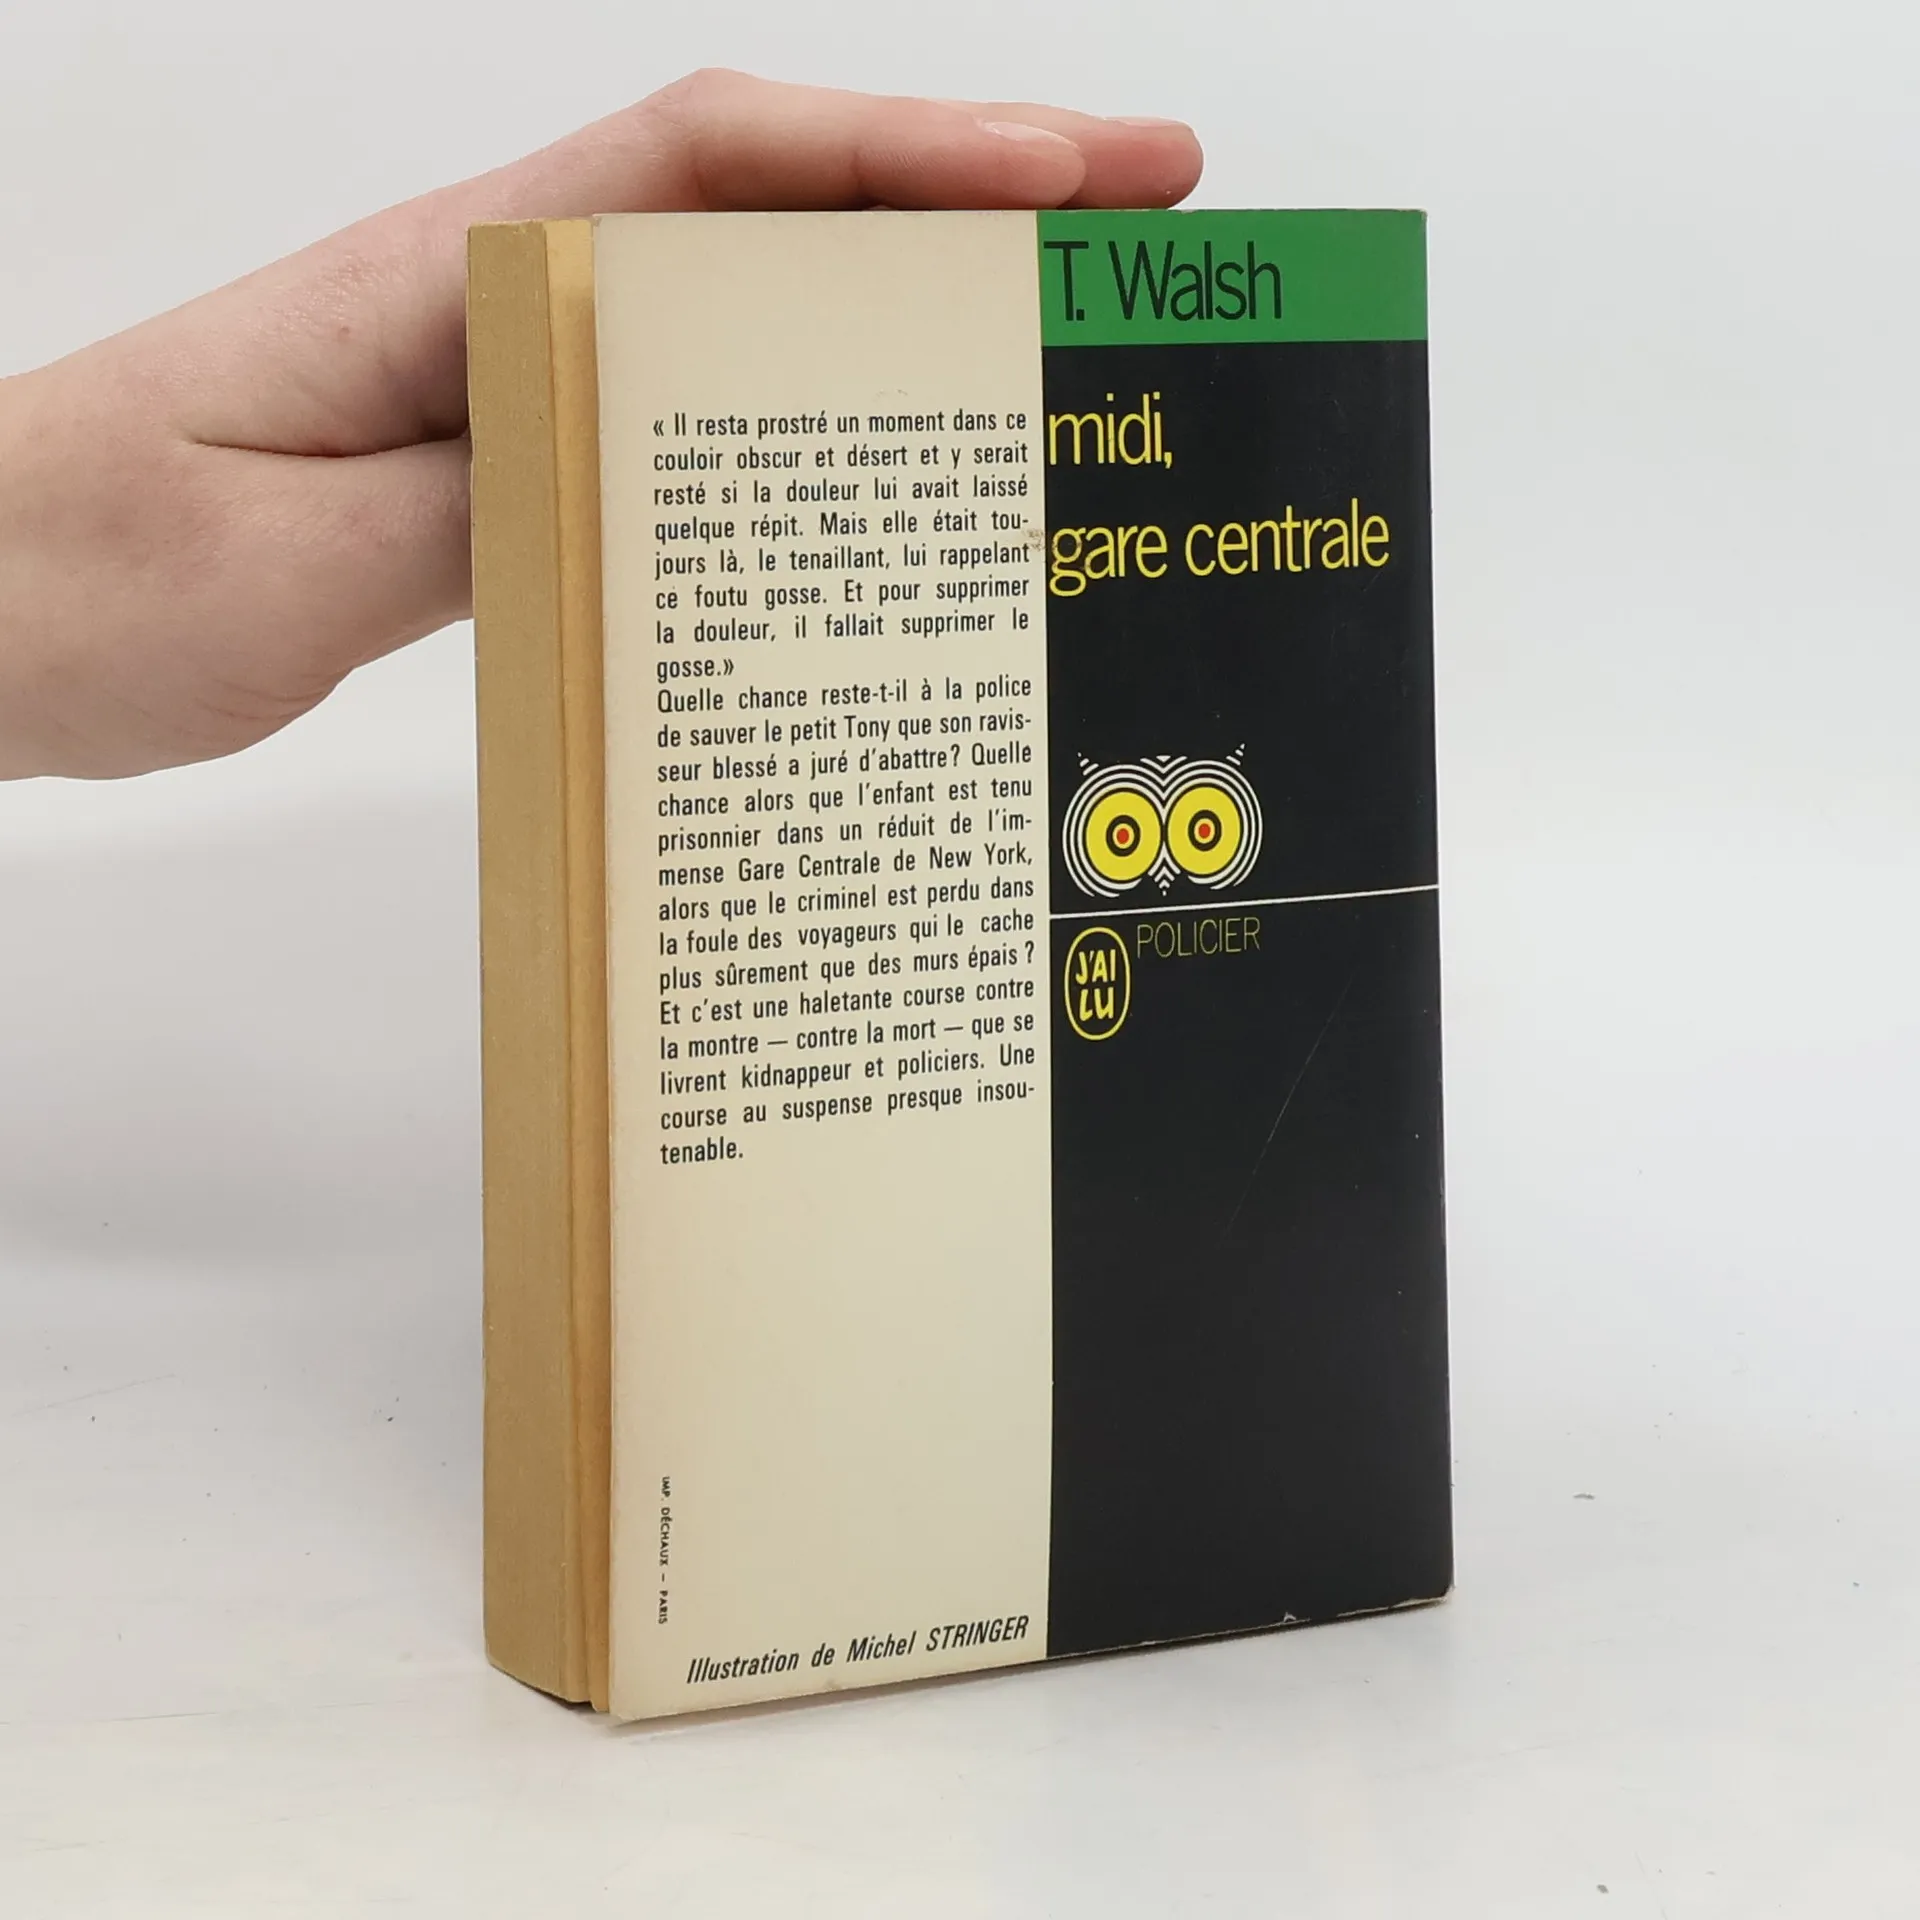 T. Walsh
midi,
gare centrale
POLICIER
J'AI
LU
« Il resta prostré un moment dans ce
couloir obscur et désert et y serait
resté si la douleur lui avait laissé
quelque répit. Mais elle était tou-
jours là, le tenaillant, lui rappelant
ce foutu gosse. Et pour supprimer
la douleur, il fallait supprimer le
gosse.»
Quelle chance reste-t-il à la police
de sauver le petit Tony que son ravis-
seur blessé a juré d'abattre? Quelle
chance alors que l'enfant est tenu
prisonnier dans un réduit de l'im-
mense Gare Centrale de New York,
alors que le criminel est perdu dans
la foule des voyageurs qui le cache
plus sûrement que des murs épais ?
Et c'est une haletante course contre
la montre — contre la mort — que se
livrent kidnappeur et policiers. Une
course au suspense presque insou-
tenable.
IMP. DÉCHAUX – PARIS
Illustration de Michel STRINGER